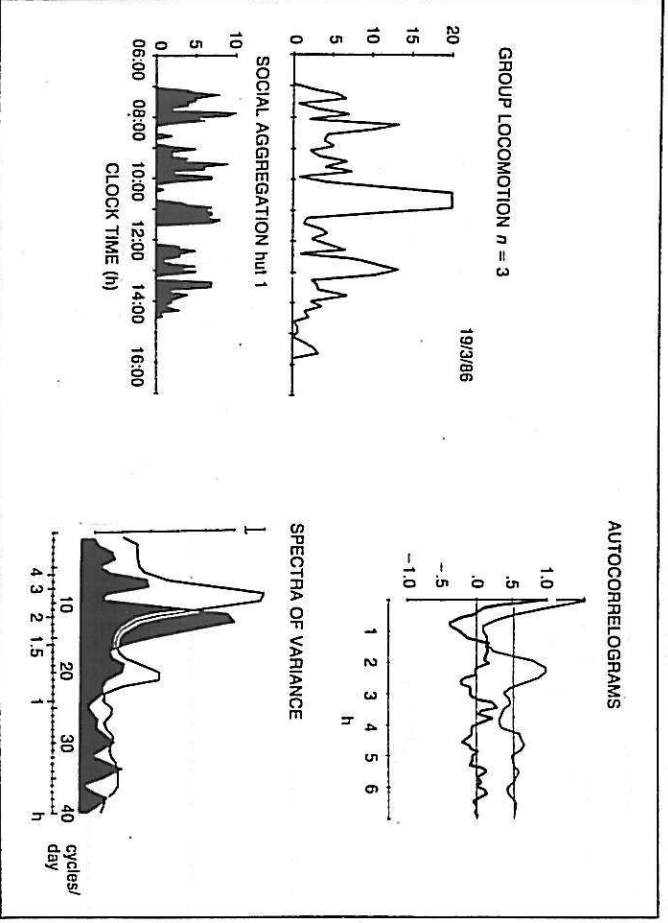 GROUP LOCOMOTION n = 3
19/3/86
20
15
10
5
0
SOCIAL AGGREGATION hut 1
10
5
0
06:00 08:00 10:00 12:00 14:00 16:00
CLOCK TIME (h)
AUTOCORRELOGRAMS
1.0
.5
.0
-.5
-1.0
1 2 3 4 5 6
h
SPECTRA OF VARIANCE
10 20 30 40 cycles/
day
4 3 2 1.5 1 h